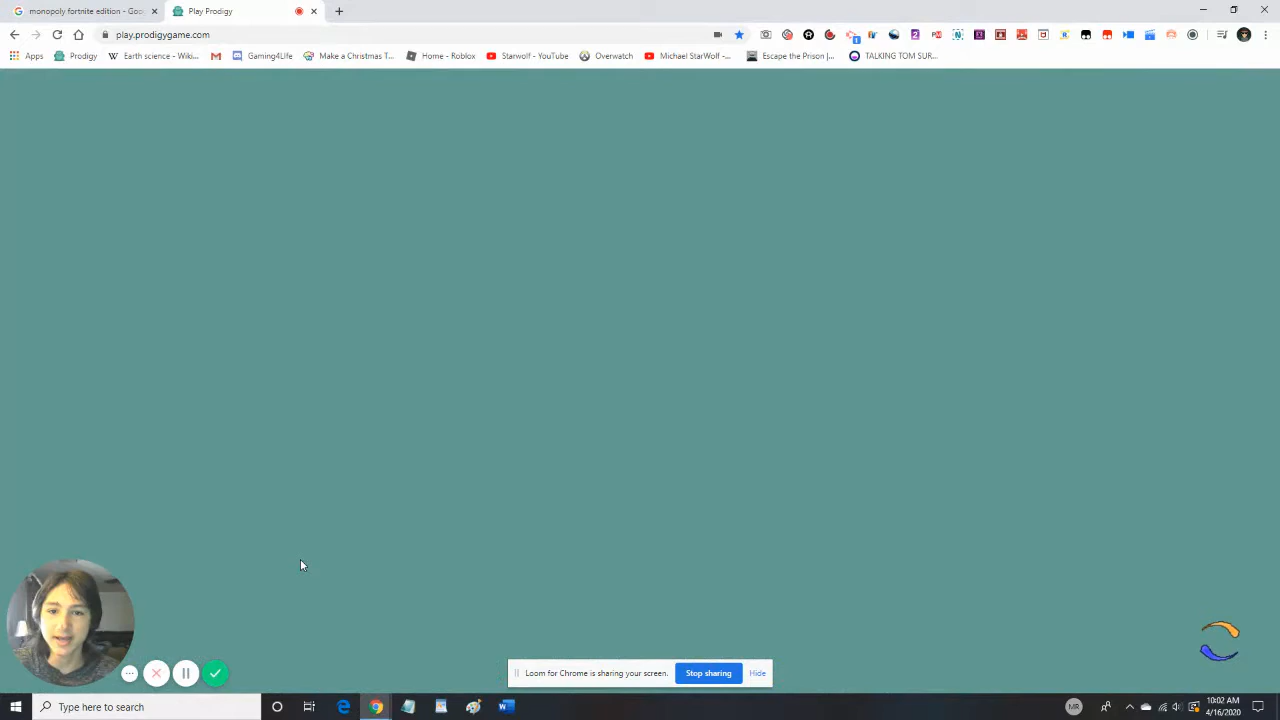 monopoly fortnite edition - Goo
Play Prodigy
play.prodigygame.com
Apps
Prodigy
Earth science - Wiki...
Gaming4Life
Make a Christmas T...
Home - Roblox
Starwolf - YouTube
Overwatch
Michael StarWolf -...
Escape the Prison |...
TALKING TOM SUR...
Loom for Chrome is sharing your screen.
Stop sharing
Hide
Type here to search
MR
10:02 AM
4/16/2020